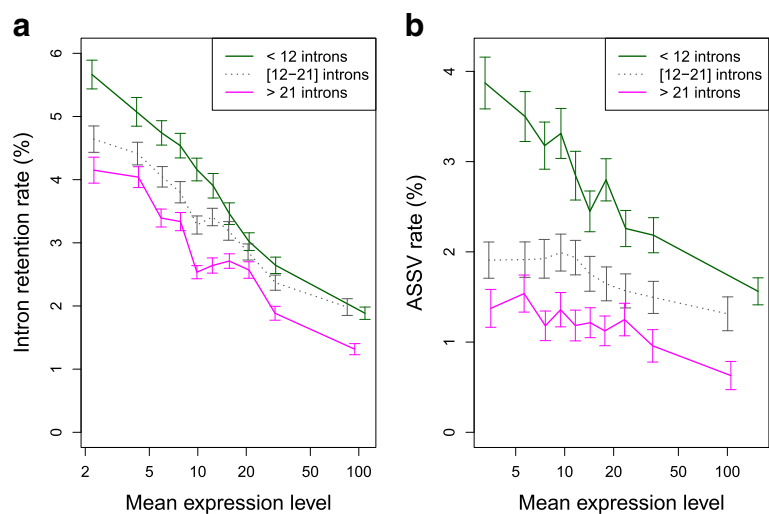 a
Intron retention rate (%)
6
5
4
3
2
1
0
< 12 introns
[12−21] introns
> 21 introns
2 5 10 20 50 100
Mean expression level
b
ASSV rate (%)
4
3
2
1
0
< 12 introns
[12−21] introns
> 21 introns
5 10 20 50 100
Mean expression level